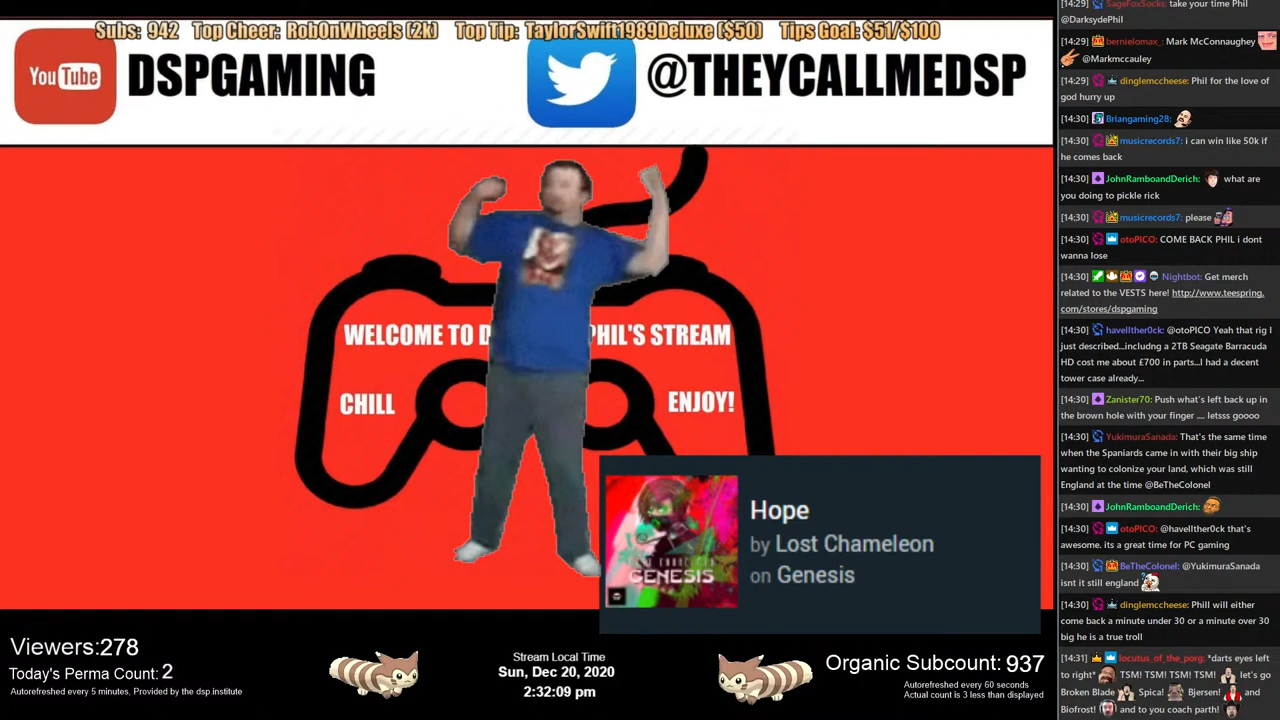 Subs: 942 Top Cheer: RobOnWheels (2k) Top Tip: TaylorSwift1989Deluxe ($50) Tips Goal: $51/$100
YouTube
DSPGAMING
@THEYCALLMEDSP
WELCOME TO D
PHIL'S STREAM
CHILL
ENJOY!
Hope
by Lost Chameleon
on Genesis
GENESIS
Viewers:278
Today's Perma Count: 2
Autorefreshed every 5 minutes, Provided by the dsp institute
Stream Local Time
Sun, Dec 20, 2020
2:32:09 pm
Organic Subcount: 937
Autorefreshed every 60 seconds
Actual count is 3 less than displayed
[14:29] SageFoxSocks: take your time Phil
@DarksydePhil
[14:29] bernielomax_: Mark McConnaughey
@Markmccauley
[14:29] dinglemccheese: Phil for the love of
god hurry up
[14:30] Briangaming28:
[14:30] musicrecords7: i can win like 50k if
he comes back
[14:30] JohnRamboandDerich: what are
you doing to pickle rick
[14:30] musicrecords7: please
[14:30] otoPICO: COME BACK PHIL i dont
wanna lose
[14:30] Nightbot: Get merch
related to the VESTS here! http://www.teespring.
com/stores/dspgaming
[14:30] havellther0ck: @otoPICO Yeah that rig I
just described...includng a 2TB Seagate Barracuda
HD cost me about £700 in parts...I had a decent
tower case already...
[14:30] Zanister70: Push what's left back up in
the brown hole with your finger .... letsss goooo
[14:30] YukimuraSanada: That's the same time
when the Spaniards came in with their big ship
wanting to colonize your land, which was still
England at the time @BeTheColonel
[14:30] JohnRamboandDerich:
[14:30] otoPICO: @havellther0ck that's
awesome. its a great time for PC gaming
[14:30] BeTheColonel: @YukimuraSanada
isnt it still england
[14:30] dinglemccheese: Phill will either
come back a minute under 30 or a minute over 30
big he is a true troll
[14:31] locutus_of_the_porg: *darts eyes left
to right* TSM! TSM! TSM! TSM! let's go
Broken Blade Spica! Bjersen! and
Biofrost! and to you coach parth!